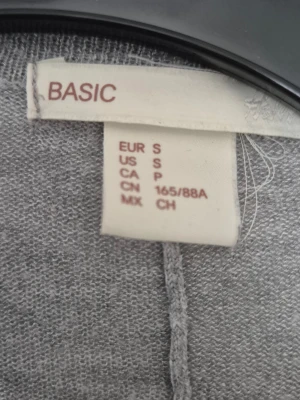 BASIC
EUR S
US S
CA P
CN 165/88A
MX CH